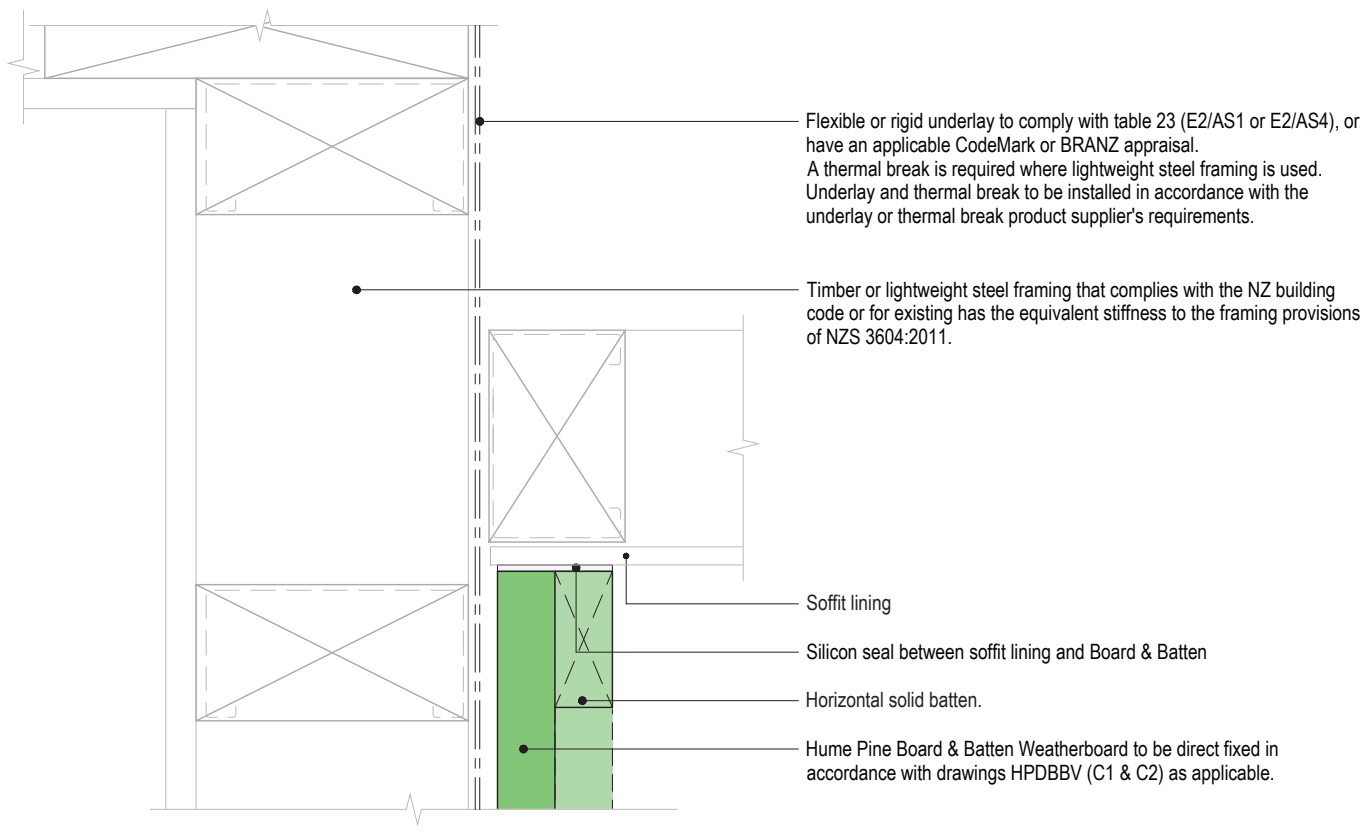 Flexible or rigid underlay to comply with table 23 (E2/AS1 or E2/AS4), or
have an applicable CodeMark or BRANZ appraisal.
A thermal break is required where lightweight steel framing is used.
Underlay and thermal break to be installed in accordance with the
underlay or thermal break product supplier's requirements.
Timber or lightweight steel framing that complies with the NZ building
code or for existing has the equivalent stiffness to the framing provisions
of NZS 3604:2011.
Soffit lining
Silicon seal between soffit lining and Board & Batten
Horizontal solid batten.
Hume Pine Board & Batten Weatherboard to be direct fixed in
accordance with drawings HPDBBV (C1 & C2) as applicable.